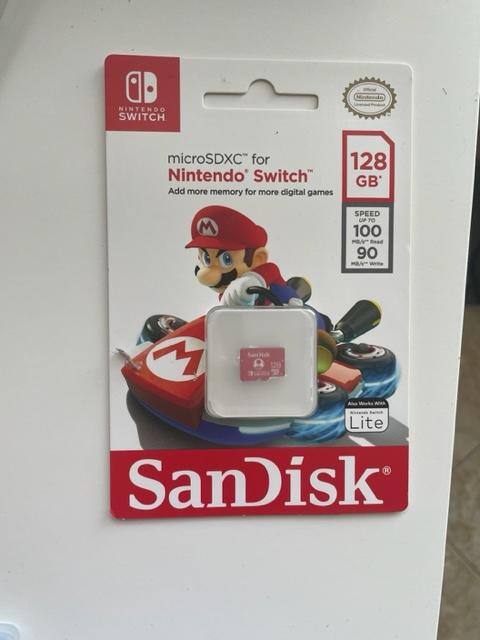 NINTENDO
SWITCH
Official
Nintendo
Licensed Product
microSDXC™ for
Nintendo® Switch™
Add more memory for more digital games
128
GB*
SPEED
UP TO
100
MB/s** Read
90
MB/s** Write
M
M
SanDisk
128
Also Works With
Nintendo Switch
Lite
SanDisk®